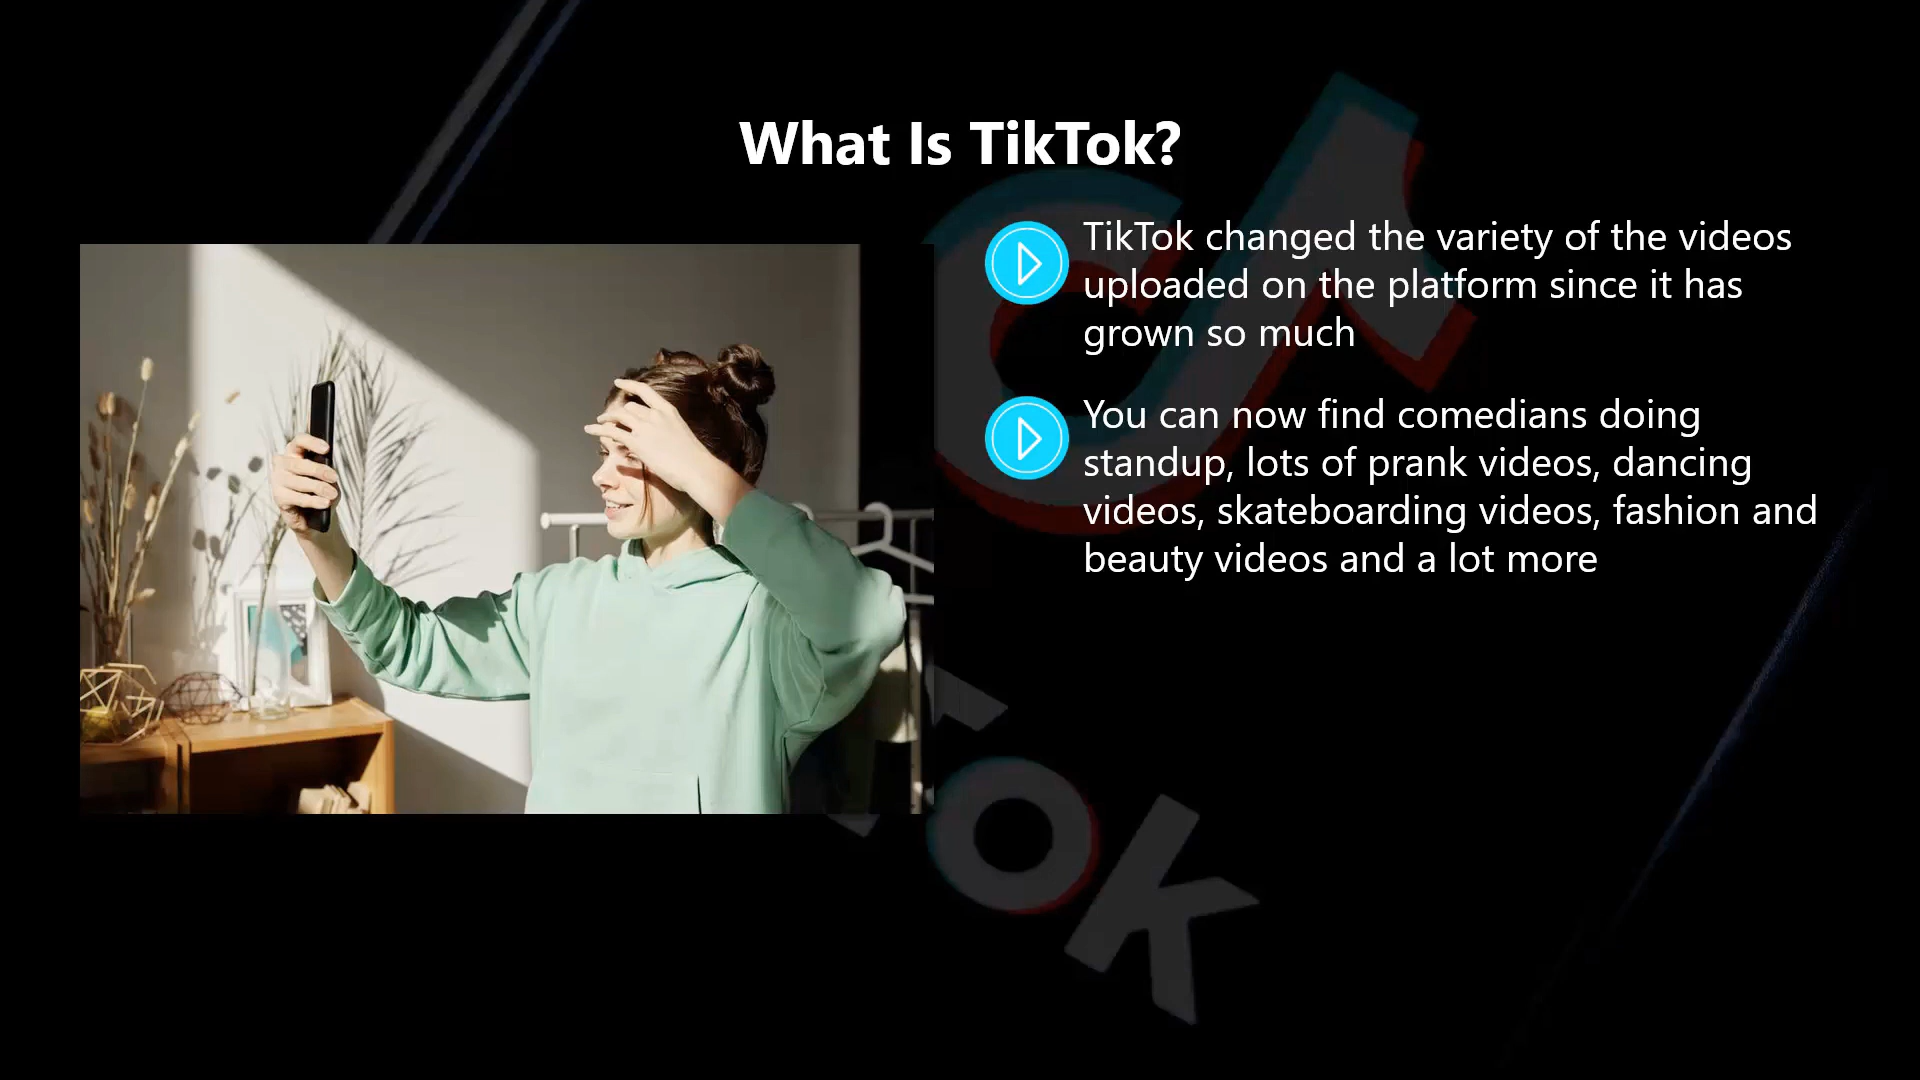 What Is TikTok?
TikTok changed the variety of the videos
uploaded on the platform since it has
grown so much
You can now find comedians doing
standup, lots of prank videos, dancing
videos, skateboarding videos, fashion and
beauty videos and a lot more
Tok